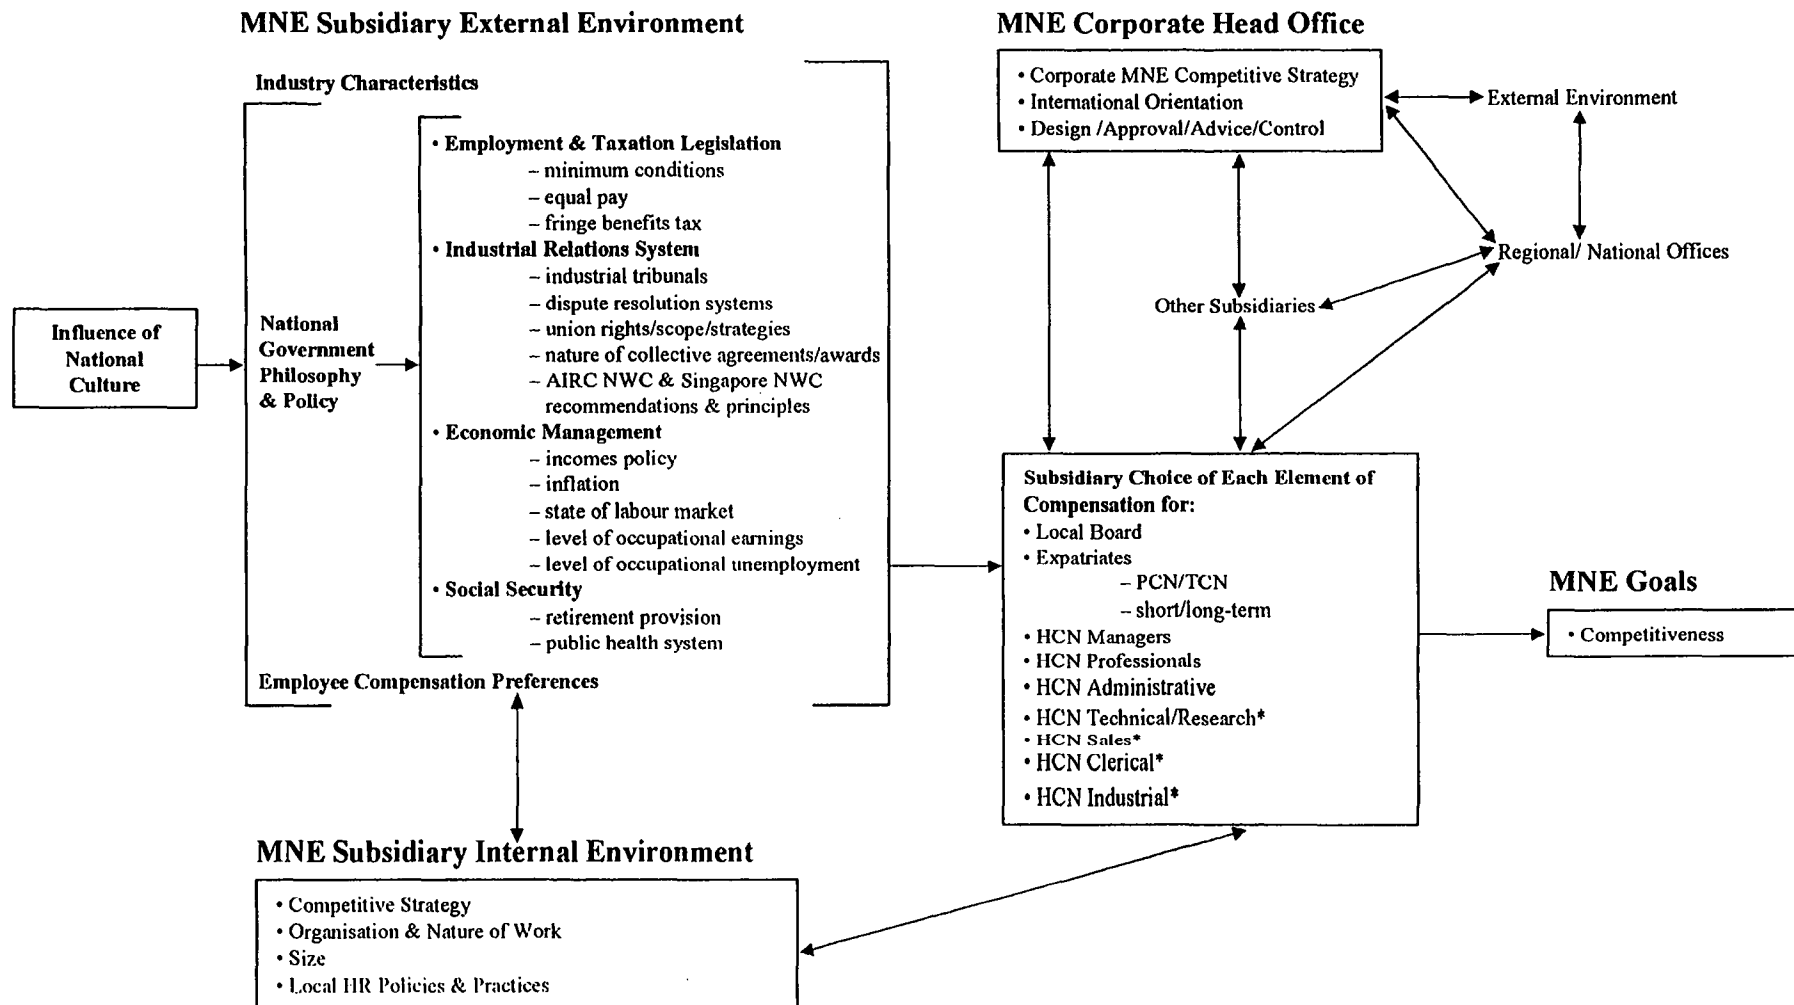 MNE Subsidiary External Environment
Industry Characteristics
• Employment & Taxation Legislation
– minimum conditions
– equal pay
– fringe benefits tax
• Industrial Relations System
– industrial tribunals
– dispute resolution systems
– union rights/scope/strategies
– nature of collective agreements/awards
– AIRC NWC & Singapore NWC
recommendations & principles
• Economic Management
– incomes policy
– inflation
– state of labour market
– level of occupational earnings
– level of occupational unemployment
• Social Security
– retirement provision
– public health system
Influence of
National
Culture
National
Government
Philosophy
& Policy
Employee Compensation Preferences
MNE Subsidiary Internal Environment
• Competitive Strategy
• Organisation & Nature of Work
• Size
• Local HR Policies & Practices
MNE Corporate Head Office
• Corporate MNE Competitive Strategy
• International Orientation
• Design /Approval/Advice/Control
External Environment
Regional/ National Offices
Other Subsidiaries
Subsidiary Choice of Each Element of
Compensation for:
• Local Board
• Expatriates
– PCN/TCN
– short/long-term
• HCN Managers
• HCN Professionals
• HCN Administrative
• HCN Technical/Research*
• HCN Sales*
• HCN Clerical*
• HCN Industrial*
MNE Goals
• Competitiveness